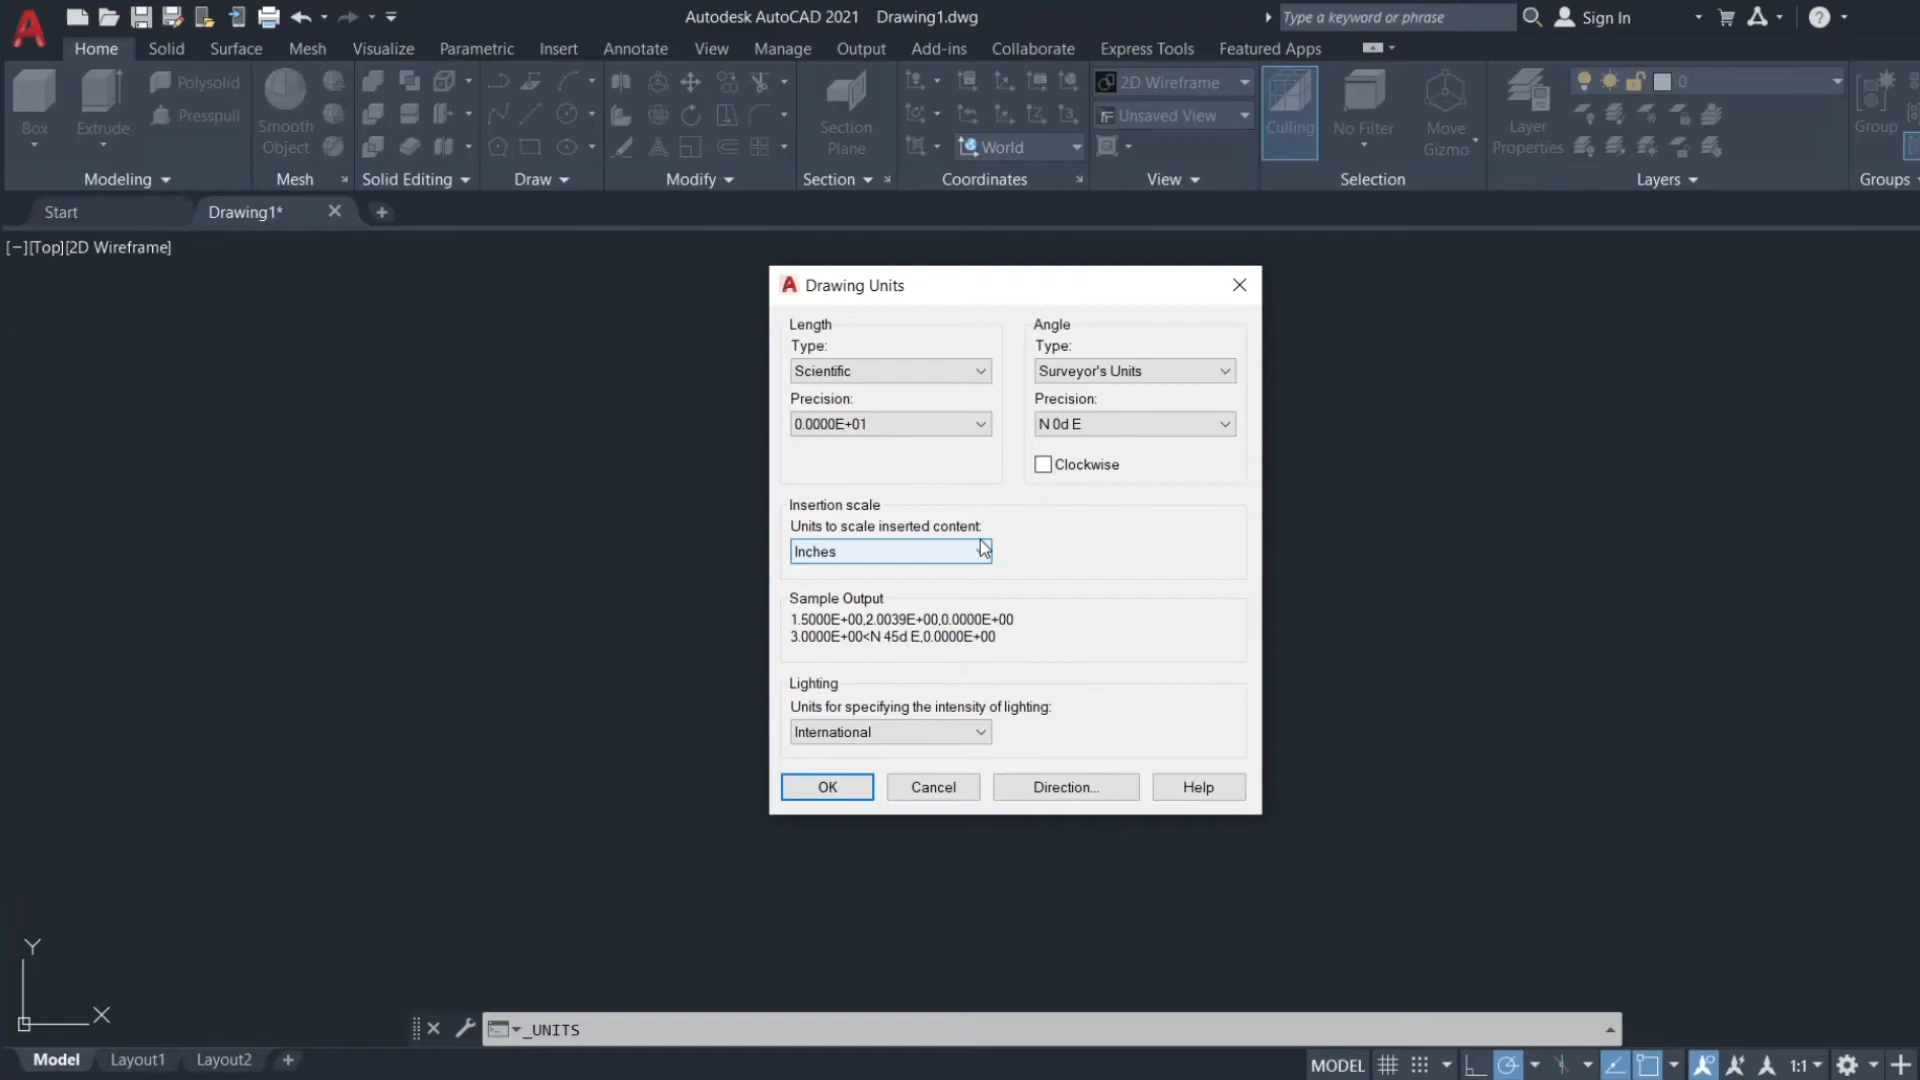 Autodesk AutoCAD 2021 Drawing1.dwg
Type a keyword or phrase
Sign In
Home Solid Surface Mesh Visualize Parametric Insert Annotate View Manage Output Add-ins Collaborate Express Tools Featured Apps
Box
Extrude
Polysolid
Presspull
Smooth
Object
Section
Plane
World
2D Wireframe
Unsaved View
Culling
No Filter
Move
Gizmo
Layer
Properties
0
Group
Modeling Mesh Solid Editing Draw Modify Section Coordinates View Selection Layers Groups
Start Drawing1*
[−][Top][2D Wireframe]
Drawing Units
Length
Type:
Scientific
Precision:
0.0000E+01
Angle
Type:
Surveyor's Units
Precision:
N 0d E
Clockwise
Insertion scale
Units to scale inserted content:
Inches
Sample Output
1.5000E+00,2.0039E+00,0.0000E+00
3.0000E+00<N 45d E,0.0000E+00
Lighting
Units for specifying the intensity of lighting:
International
OK Cancel Direction... Help
Y
X
_UNITS
Model Layout1 Layout2
MODEL
1:1